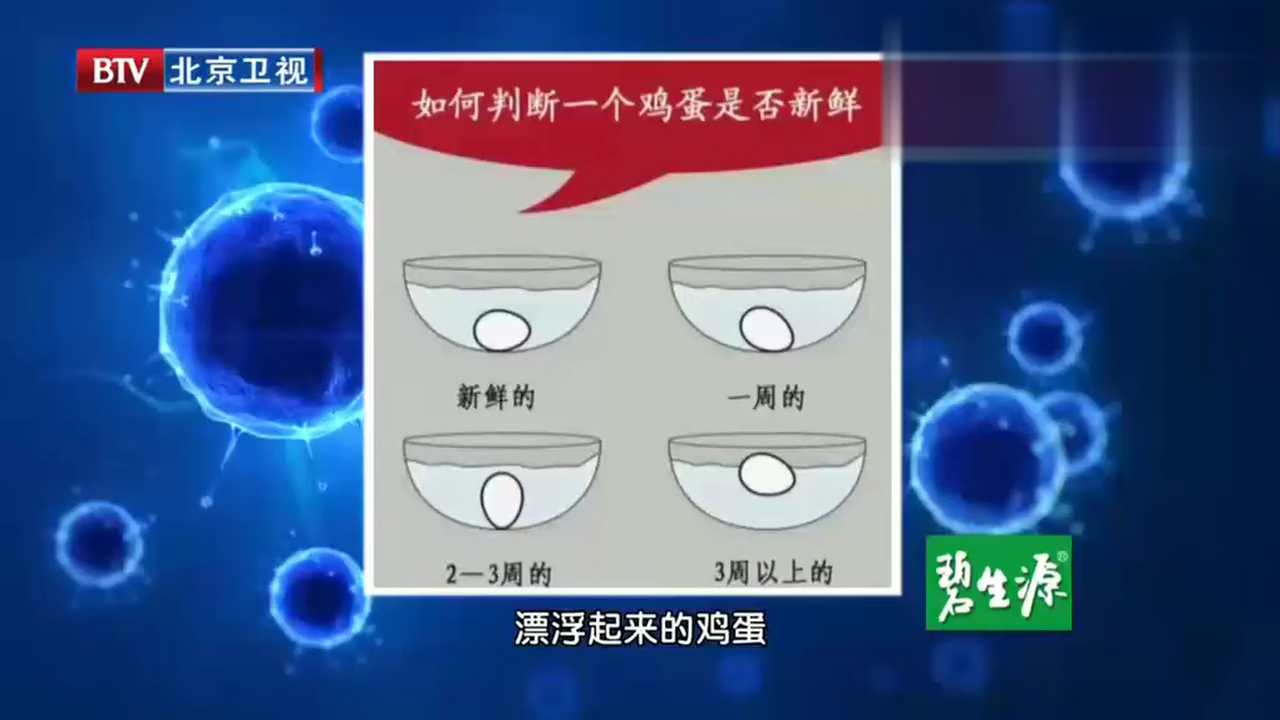 BTV 北京卫视
如何判断一个鸡蛋是否新鲜
新鲜的
一周的
2—3周的
3周以上的
碧生源®
漂浮起来的鸡蛋